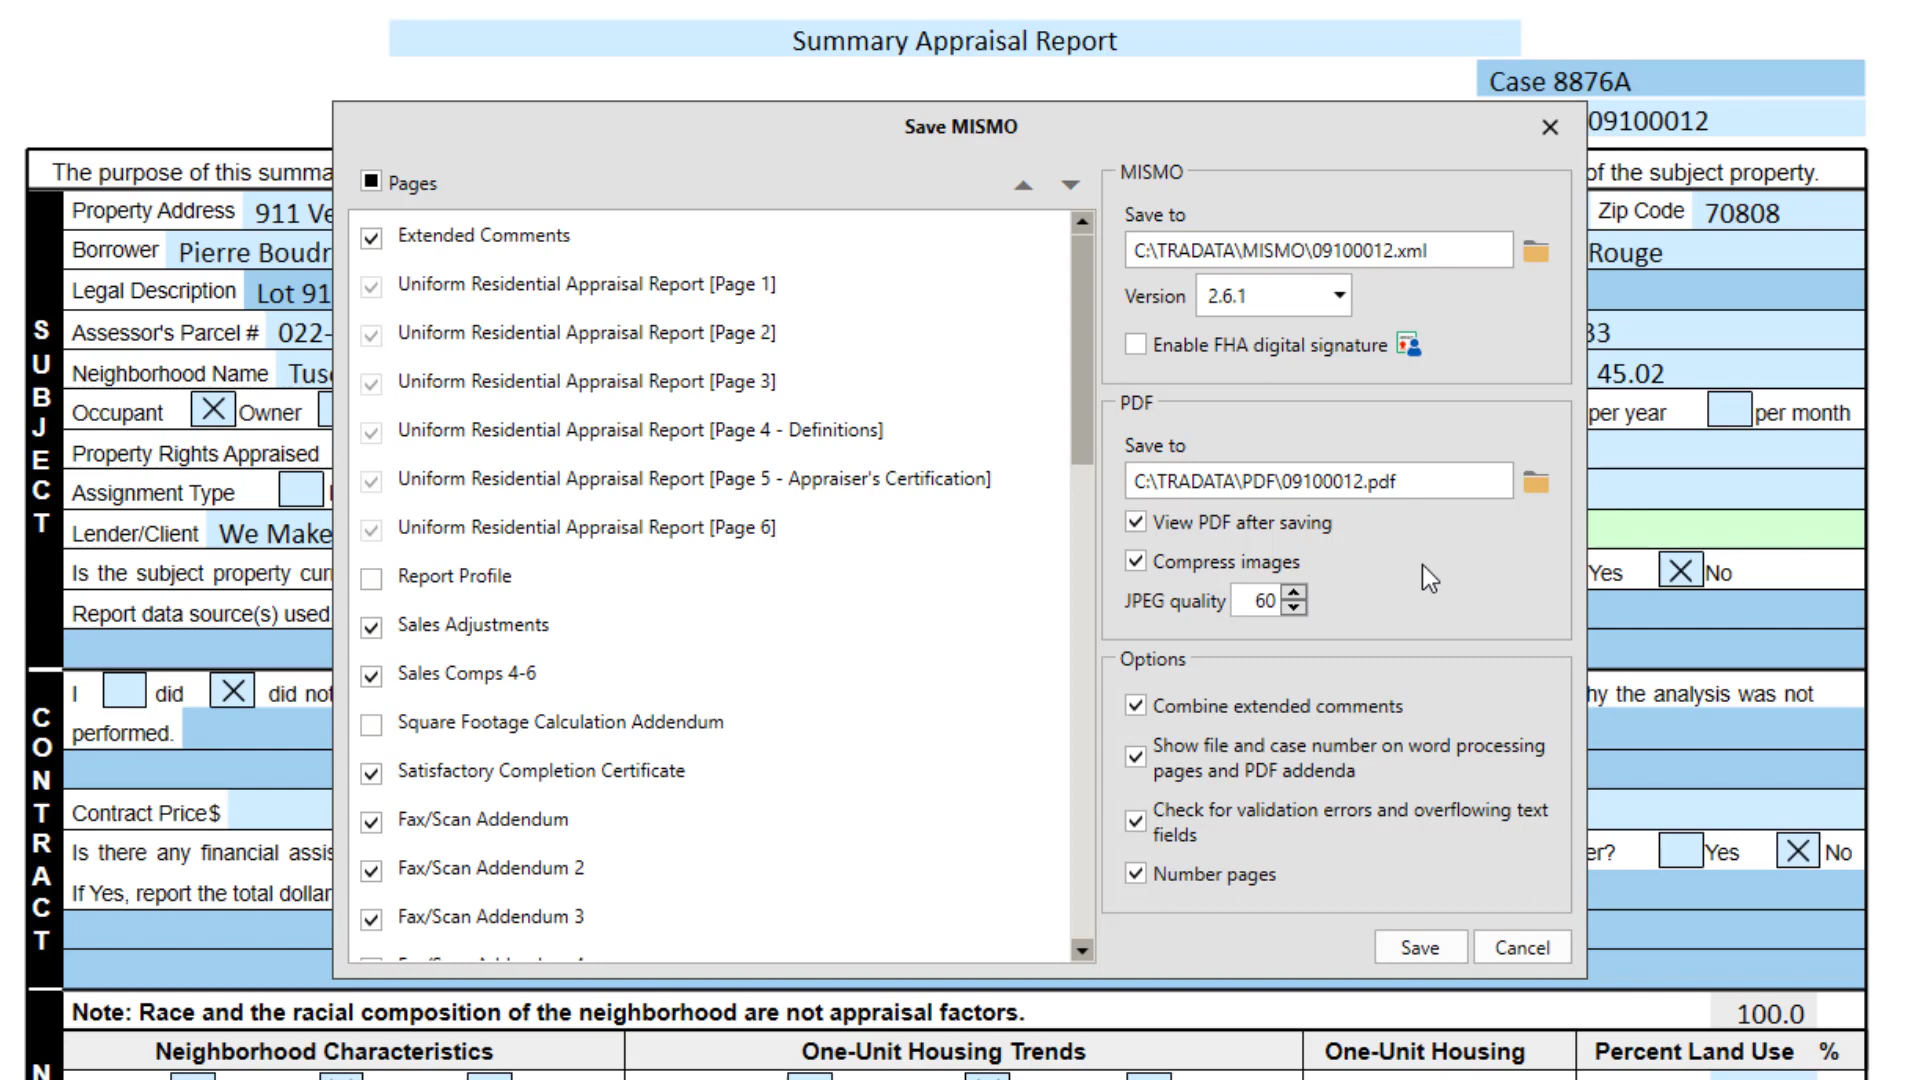 Summary Appraisal Report
Case 8876A
09100012
The purpose of this summa
of the subject property.
SUBJECT
Property Address 911 Ve
Zip Code 70808
Borrower Pierre Boudr
Rouge
Legal Description Lot 91
Assessor's Parcel # 022-
33
Neighborhood Name Tus
45.02
Occupant X Owner
per year per month
Property Rights Appraised
Assignment Type
Lender/Client We Make
Is the subject property cur
Yes X No
Report data source(s) used
CONTRACT
I did X did not
hy the analysis was not
performed.
Contract Price$
Is there any financial assis
er? Yes X No
If Yes, report the total dollar
Save MISMO
Pages
Extended Comments
Uniform Residential Appraisal Report [Page 1]
Uniform Residential Appraisal Report [Page 2]
Uniform Residential Appraisal Report [Page 3]
Uniform Residential Appraisal Report [Page 4 - Definitions]
Uniform Residential Appraisal Report [Page 5 - Appraiser's Certification]
Uniform Residential Appraisal Report [Page 6]
Report Profile
Sales Adjustments
Sales Comps 4-6
Square Footage Calculation Addendum
Satisfactory Completion Certificate
Fax/Scan Addendum
Fax/Scan Addendum 2
Fax/Scan Addendum 3
MISMO
Save to
C:\TRADATA\MISMO\09100012.xml
Version 2.6.1
Enable FHA digital signature
PDF
Save to
C:\TRADATA\PDF\09100012.pdf
View PDF after saving
Compress images
JPEG quality 60
Options
Combine extended comments
Show file and case number on word processing
pages and PDF addenda
Check for validation errors and overflowing text
fields
Number pages
Save Cancel
Note: Race and the racial composition of the neighborhood are not appraisal factors.
100.0
N
Neighborhood Characteristics One-Unit Housing Trends One-Unit Housing Percent Land Use %